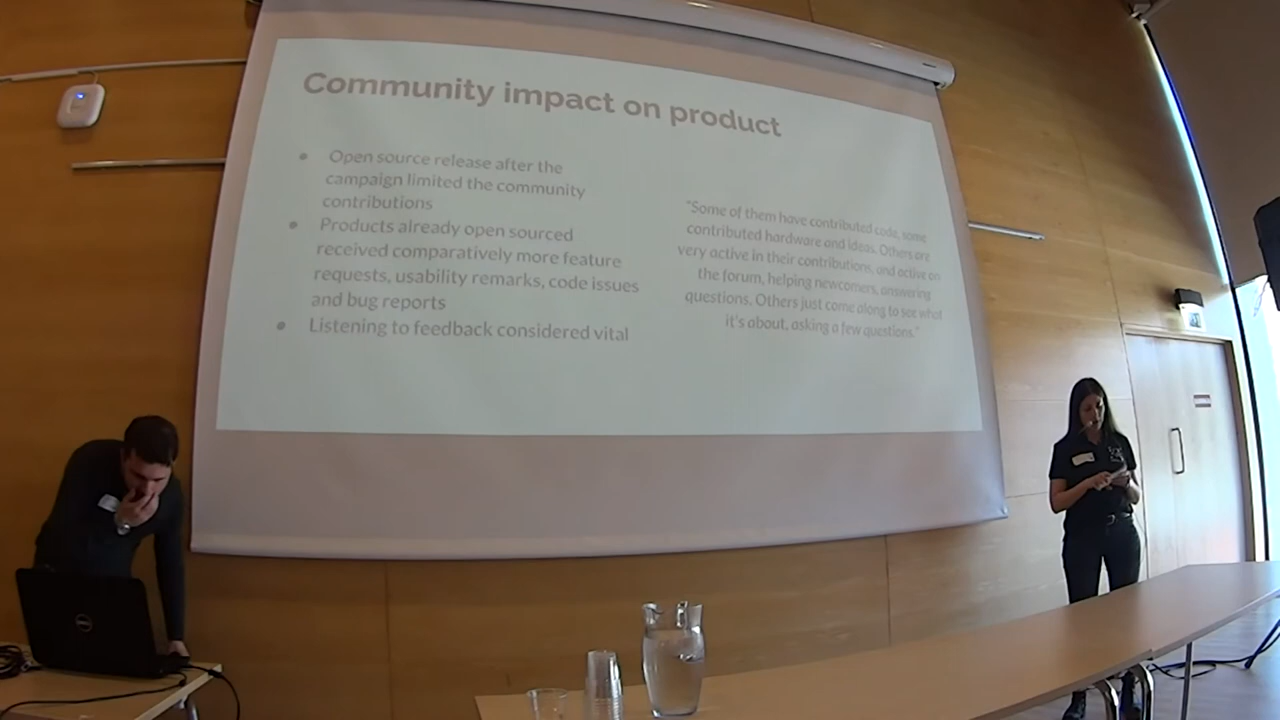 Community impact on product
Open source release after the
campaign limited the community
contributions
Products already open sourced
received comparatively more feature
requests, usability remarks, code issues
and bug reports
Listening to feedback considered vital
"Some of them have contributed code, some
contributed hardware and ideas. Others are
very active in their contributions, and active on
the forum, helping newcomers, answering
questions. Others just come along to see what
it's about, asking a few questions."
DELL